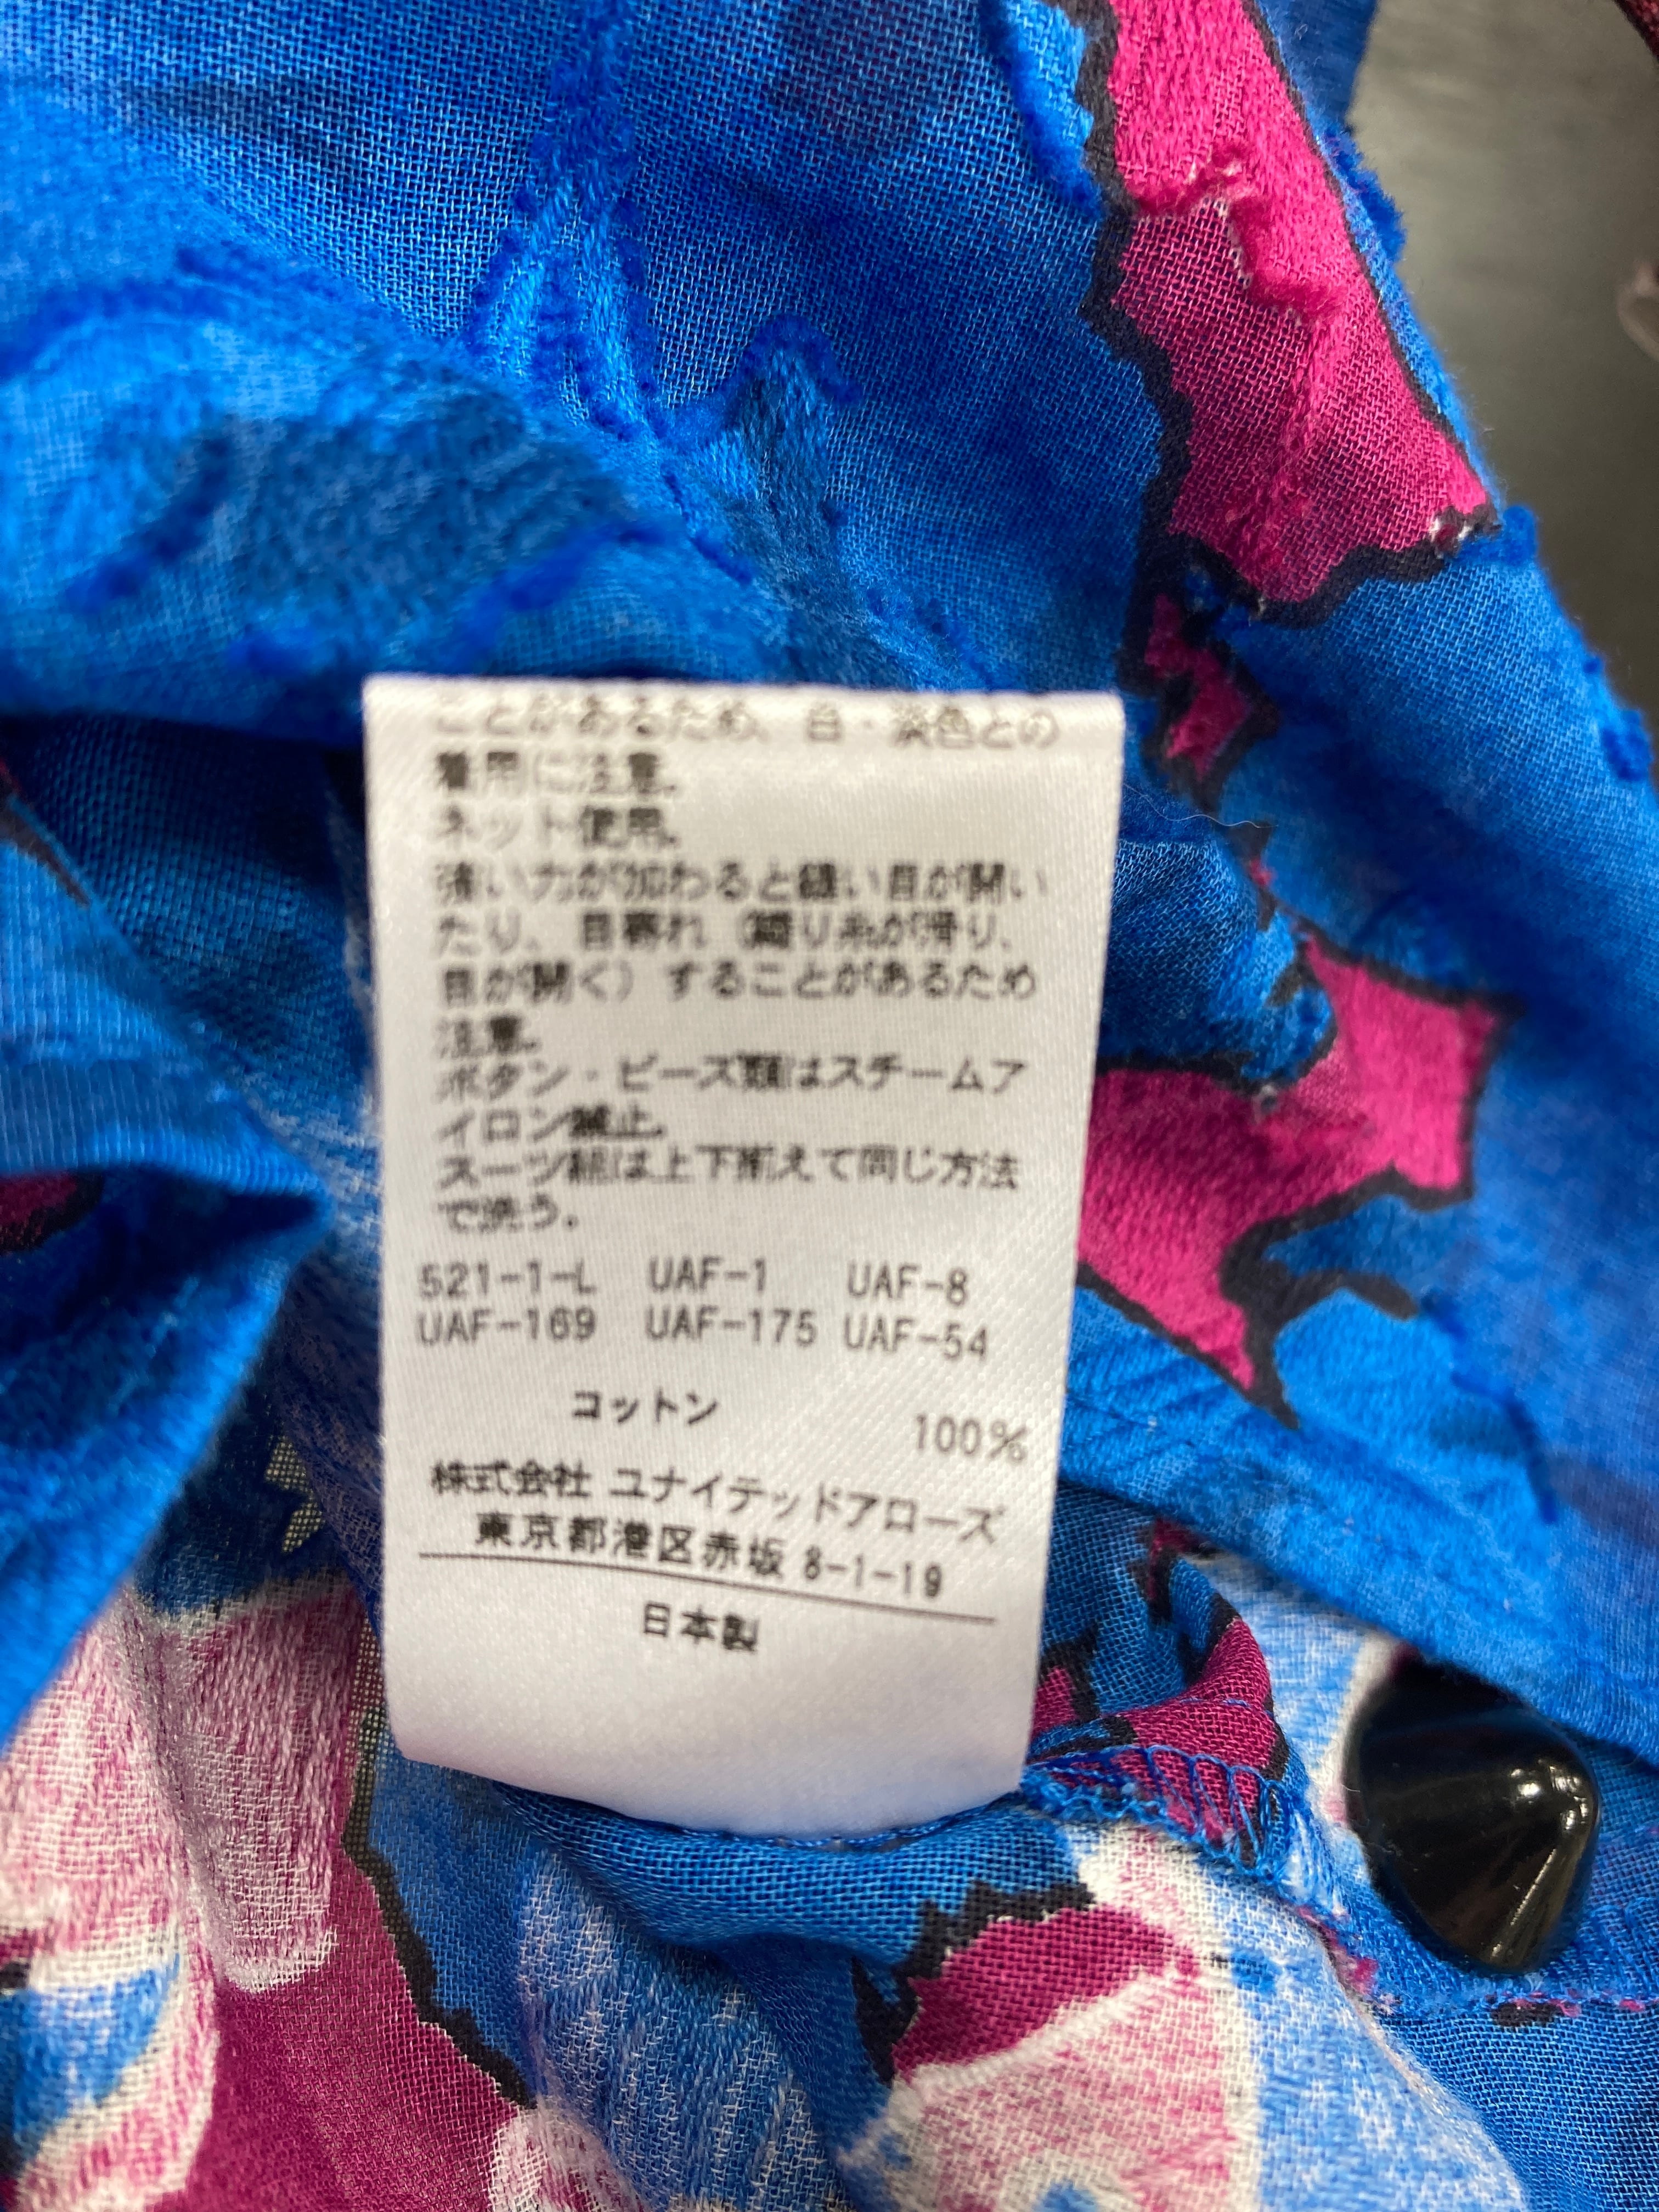 ことがあるため、白・淡色との
着用に注意。
ネット使用。
強い力が加わると縫い目が開い
たり、目寄れ（織り糸が滑り、
目が開く）することがあるため
注意。
ボタン・ビーズ類はスチームア
イロン禁止。
スーツ組は上下揃えて同じ方法
で洗う。
521-1-L UAF-1 UAF-8
UAF-169 UAF-175 UAF-54
コットン 100%
株式会社 ユナイテッドアローズ
東京都港区赤坂 8-1-19
日本製